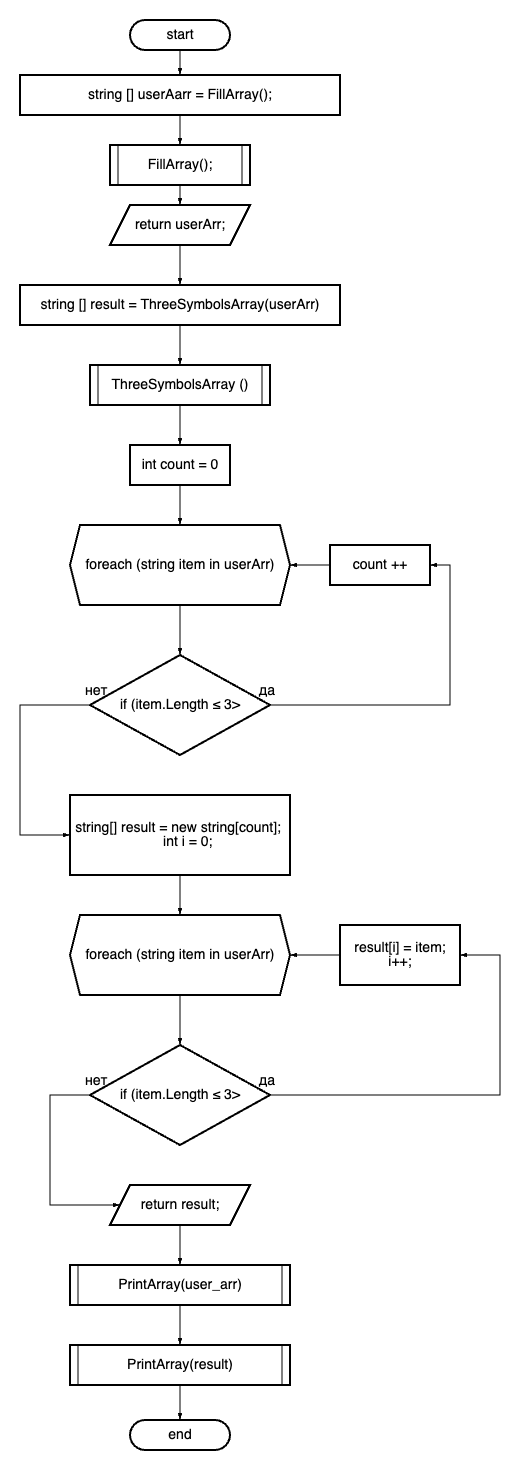 start
string [] userAarr = FillArray();
FillArray();
return userArr;
string [] result = ThreeSymbolsArray(userArr)
ThreeSymbolsArray ()
int count = 0
foreach (string item in userArr)
count ++
нет
if (item.Length ≤ 3>
да
string[] result = new string[count];
int i = 0;
foreach (string item in userArr)
result[i] = item;
i++;
нет
if (item.Length ≤ 3>
да
return result;
PrintArray(user_arr)
PrintArray(result)
end